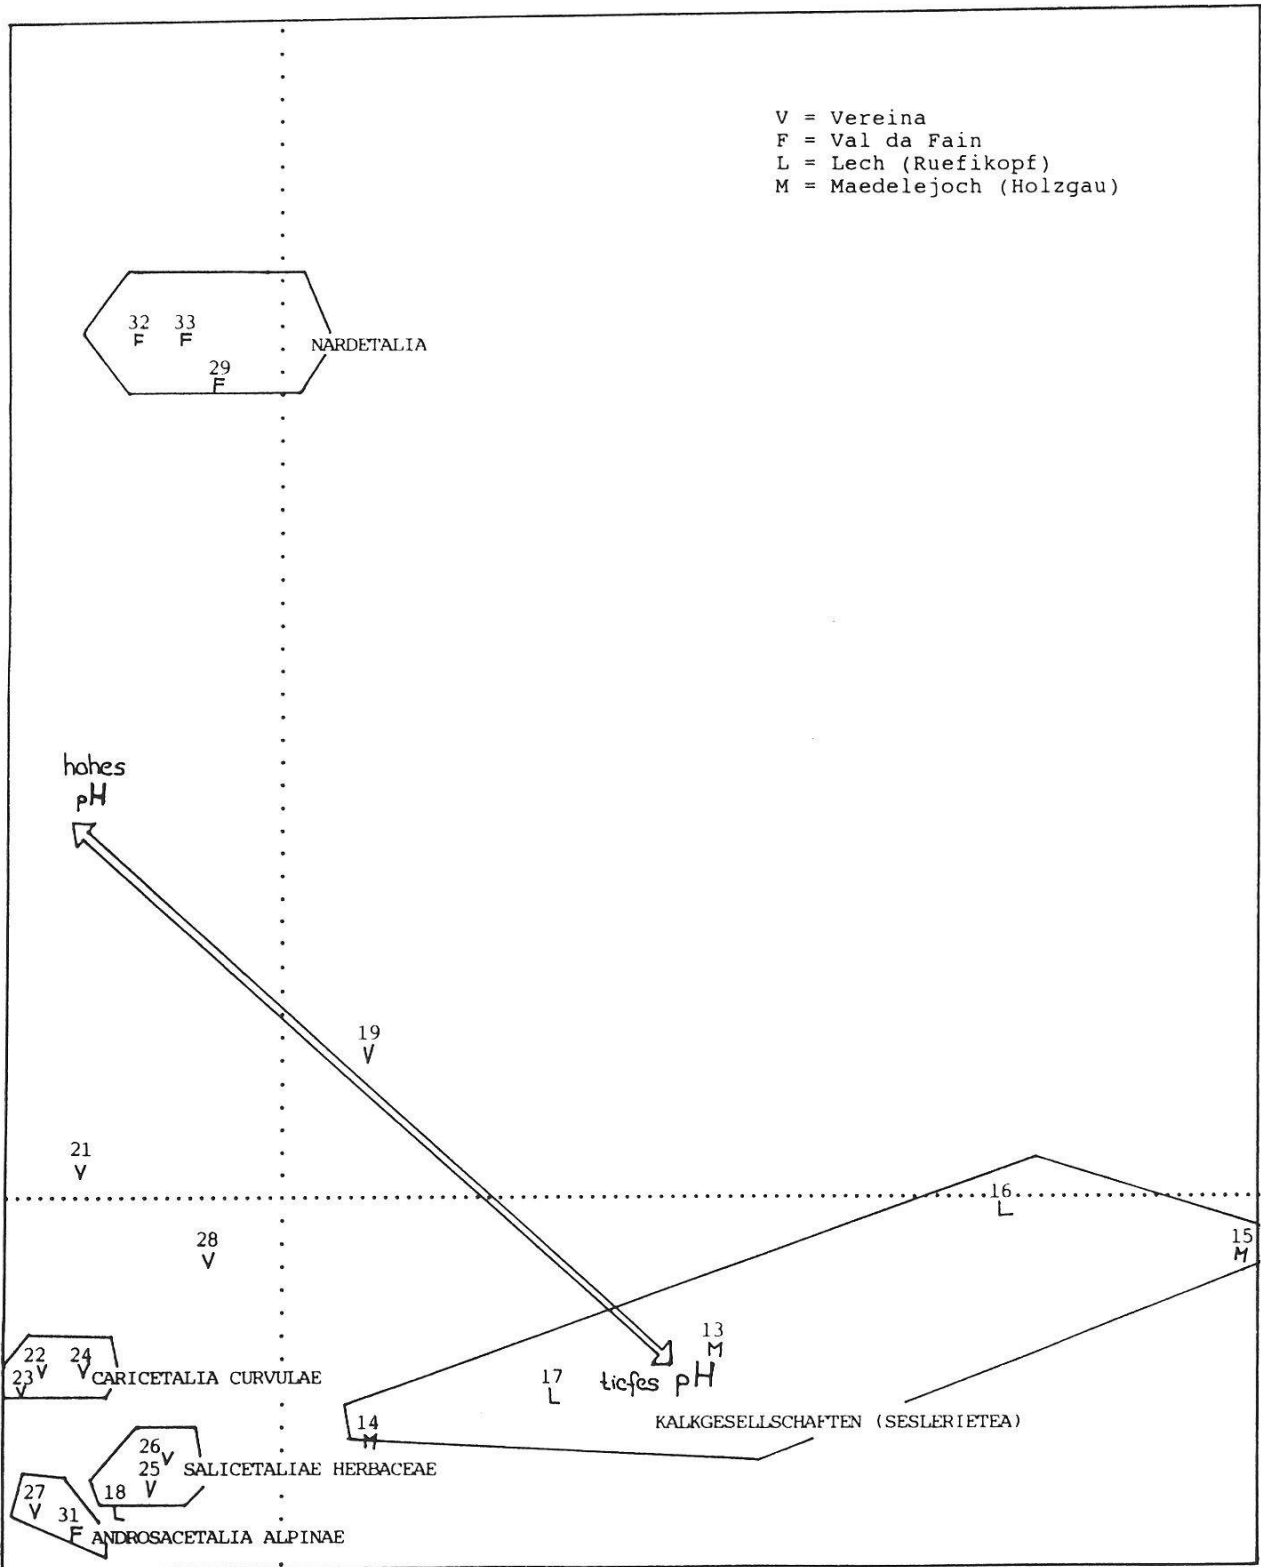 V = Vereina
F = Val da Fain
L = Lech (Ruefikopf)
M = Maedelejoch (Holzgau)
32 33
F F
NARDETALIA
29
F
hohes
pH
19
V
21
V
16
L
28
V
15
M
13
M
22 24
V V
23
V
CARICETALIA CURVULAE
17
L
tiefes pH
14
M
KALKGESELLSCHAFTEN (SESLERIETEA)
26
V
25
V
SALICETALIAE HERBACEAE
27
V
18
L
31
F
ANDROSACETALIA ALPINAE